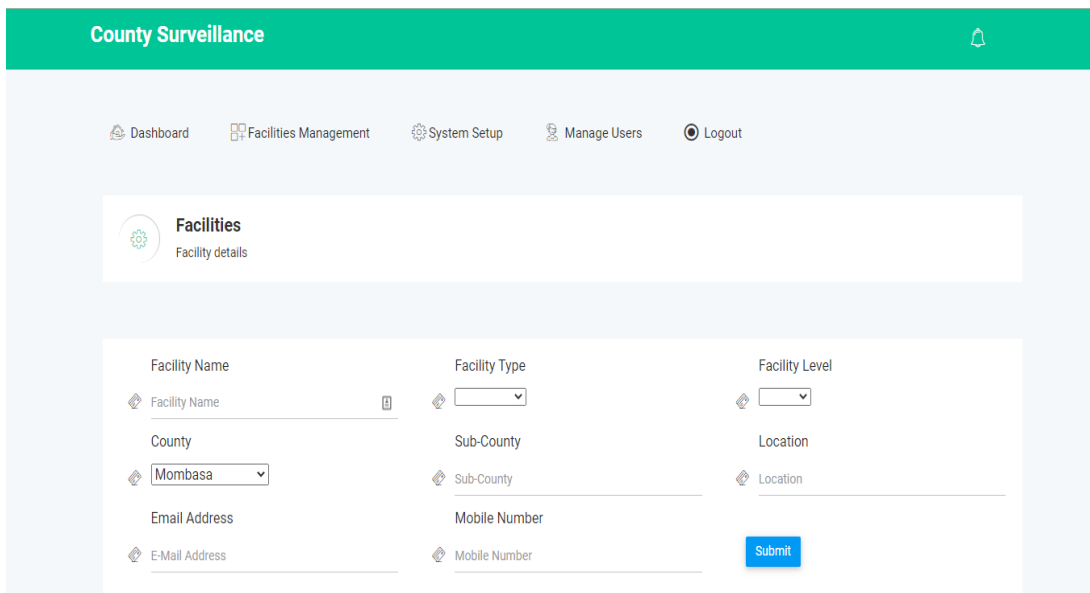 County Surveillance
Dashboard Facilities Management System Setup Manage Users Logout
Facilities
Facility details
Facility Name Facility Type Facility Level
Facility Name
County Sub-County Location
Mombasa Sub-County Location
Email Address Mobile Number
E-Mail Address Mobile Number Submit